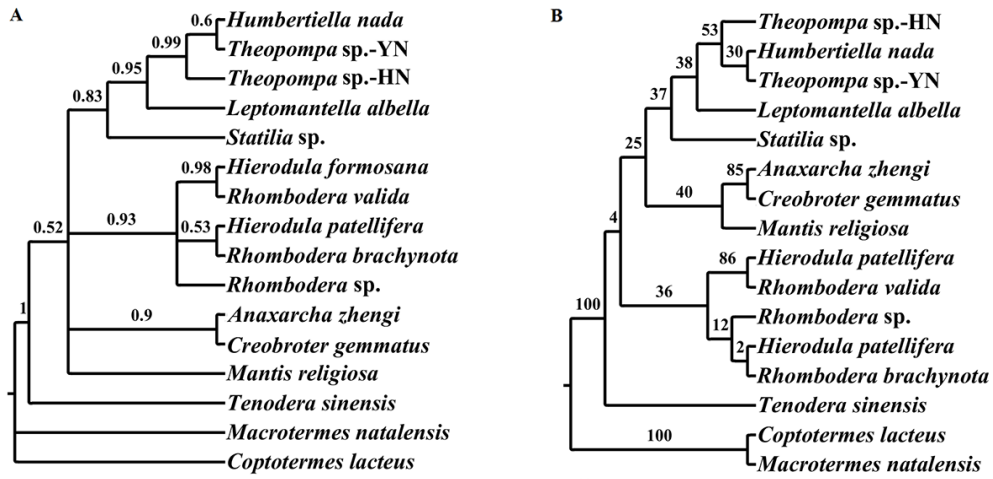 A
0.6
Humbertiella nada
Theopompa sp.-YN
0.99
Theopompa sp.-HN
0.95
Leptomantella albella
0.83
Statilia sp.
0.98
Hierodula formosana
Rhombodera valida
0.93
0.53
Hierodula patellifera
Rhombodera brachynota
Rhombodera sp.
0.52
0.9
Anaxarcha zhengi
Creobroter gemmatus
Mantis religiosa
1
Tenodera sinensis
Macrotermes natalensis
Coptotermes lacteus
B
53
Theopompa sp.-HN
30
Humbertiella nada
Theopompa sp.-YN
38
Leptomantella albella
37
Statilia sp.
25
85
Anaxarcha zhengi
40
Creobroter gemmatus
Mantis religiosa
4
86
Hierodula patellifera
Rhombodera valida
36
12
Rhombodera sp.
2
Hierodula patellifera
Rhombodera brachynota
100
Tenodera sinensis
100
Coptotermes lacteus
Macrotermes natalensis